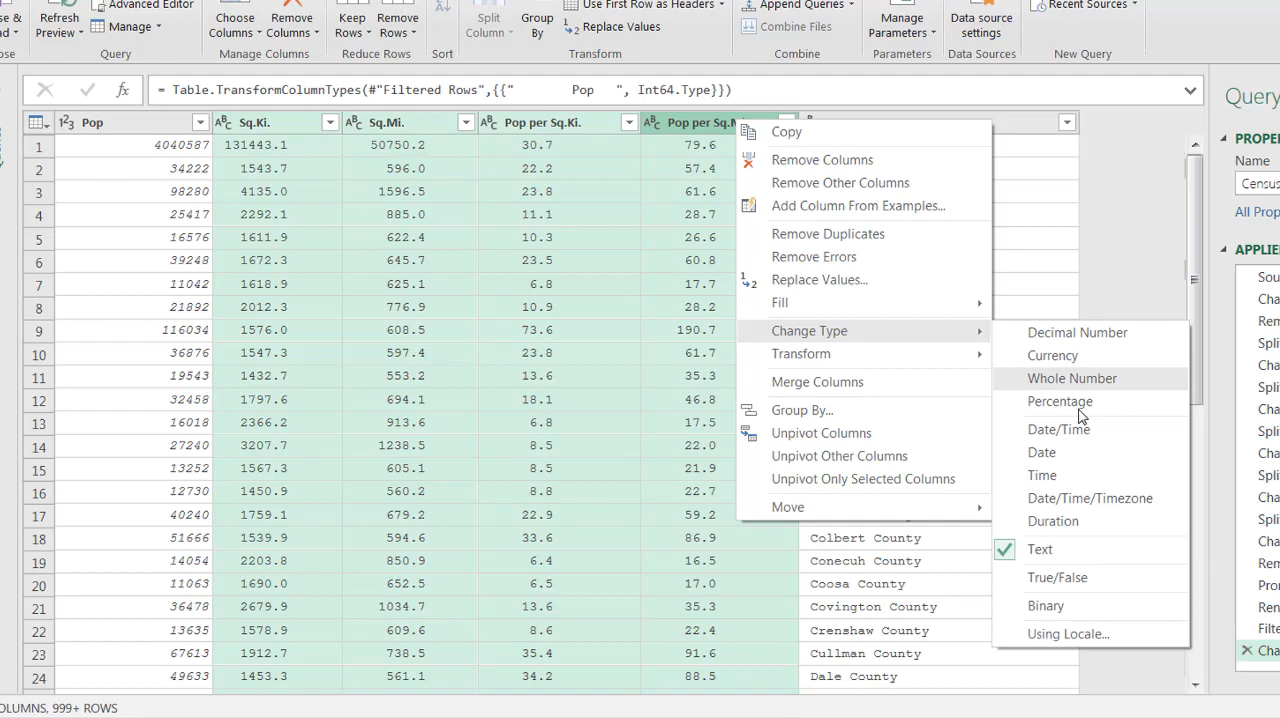 Advanced Editor
Use First Row as Headers
Append Queries
Recent Sources
Refresh
Preview
Manage
Choose
Columns
Remove
Columns
Keep
Rows
Remove
Rows
Split
Column
Group
By
Replace Values
Combine Files
Manage
Parameters
Data source
settings
Query
Manage Columns
Reduce Rows
Sort
Transform
Combine
Parameters
Data Sources
New Query
= Table.TransformColumnTypes(#"Filtered Rows",{{" Pop ", Int64.Type}})
Pop Sq.Ki. Sq.Mi. Pop per Sq.Ki. Pop per Sq.M
1 4040587 131443.1 50750.2 30.7 79.6
2 34222 1543.7 596.0 22.2 57.4
3 98280 4135.0 1596.5 23.8 61.6
4 25417 2292.1 885.0 11.1 28.7
5 16576 1611.9 622.4 10.3 26.6
6 39248 1672.3 645.7 23.5 60.8
7 11042 1618.9 625.1 6.8 17.7
8 21892 2012.3 776.9 10.9 28.2
9 116034 1576.0 608.5 73.6 190.7
10 36876 1547.3 597.4 23.8 61.7
11 19543 1432.7 553.2 13.6 35.3
12 32458 1797.6 694.1 18.1 46.8
13 16018 2366.2 913.6 6.8 17.5
14 27240 3207.7 1238.5 8.5 22.0
15 13252 1567.3 605.1 8.5 21.9
16 12730 1450.9 560.2 8.8 22.7
17 40240 1759.1 679.2 22.9 59.2
18 51666 1539.9 594.6 33.6 86.9 Colbert County
19 14054 2203.8 850.9 6.4 16.5 Conecuh County
20 11063 1690.0 652.5 6.5 17.0 Coosa County
21 36478 2679.9 1034.7 13.6 35.3 Covington County
22 13635 1578.9 609.6 8.6 22.4 Crenshaw County
23 67613 1912.7 738.5 35.4 91.6 Cullman County
24 49633 1453.3 561.1 34.2 88.5 Dale County
Copy
Remove Columns
Remove Other Columns
Add Column From Examples...
Remove Duplicates
Remove Errors
Replace Values...
Fill
Change Type
Transform
Merge Columns
Group By...
Unpivot Columns
Unpivot Other Columns
Unpivot Only Selected Columns
Move
Decimal Number
Currency
Whole Number
Percentage
Date/Time
Date
Time
Date/Time/Timezone
Duration
Text
True/False
Binary
Using Locale...
Query
PROPE
Name
Census
All Prop
APPLIE
Sou
Cha
Rem
Split
Cha
Split
Cha
Split
Cha
Split
Cha
Split
Cha
Rem
Pro
Ren
Filte
Cha
OLUMNS, 999+ ROWS